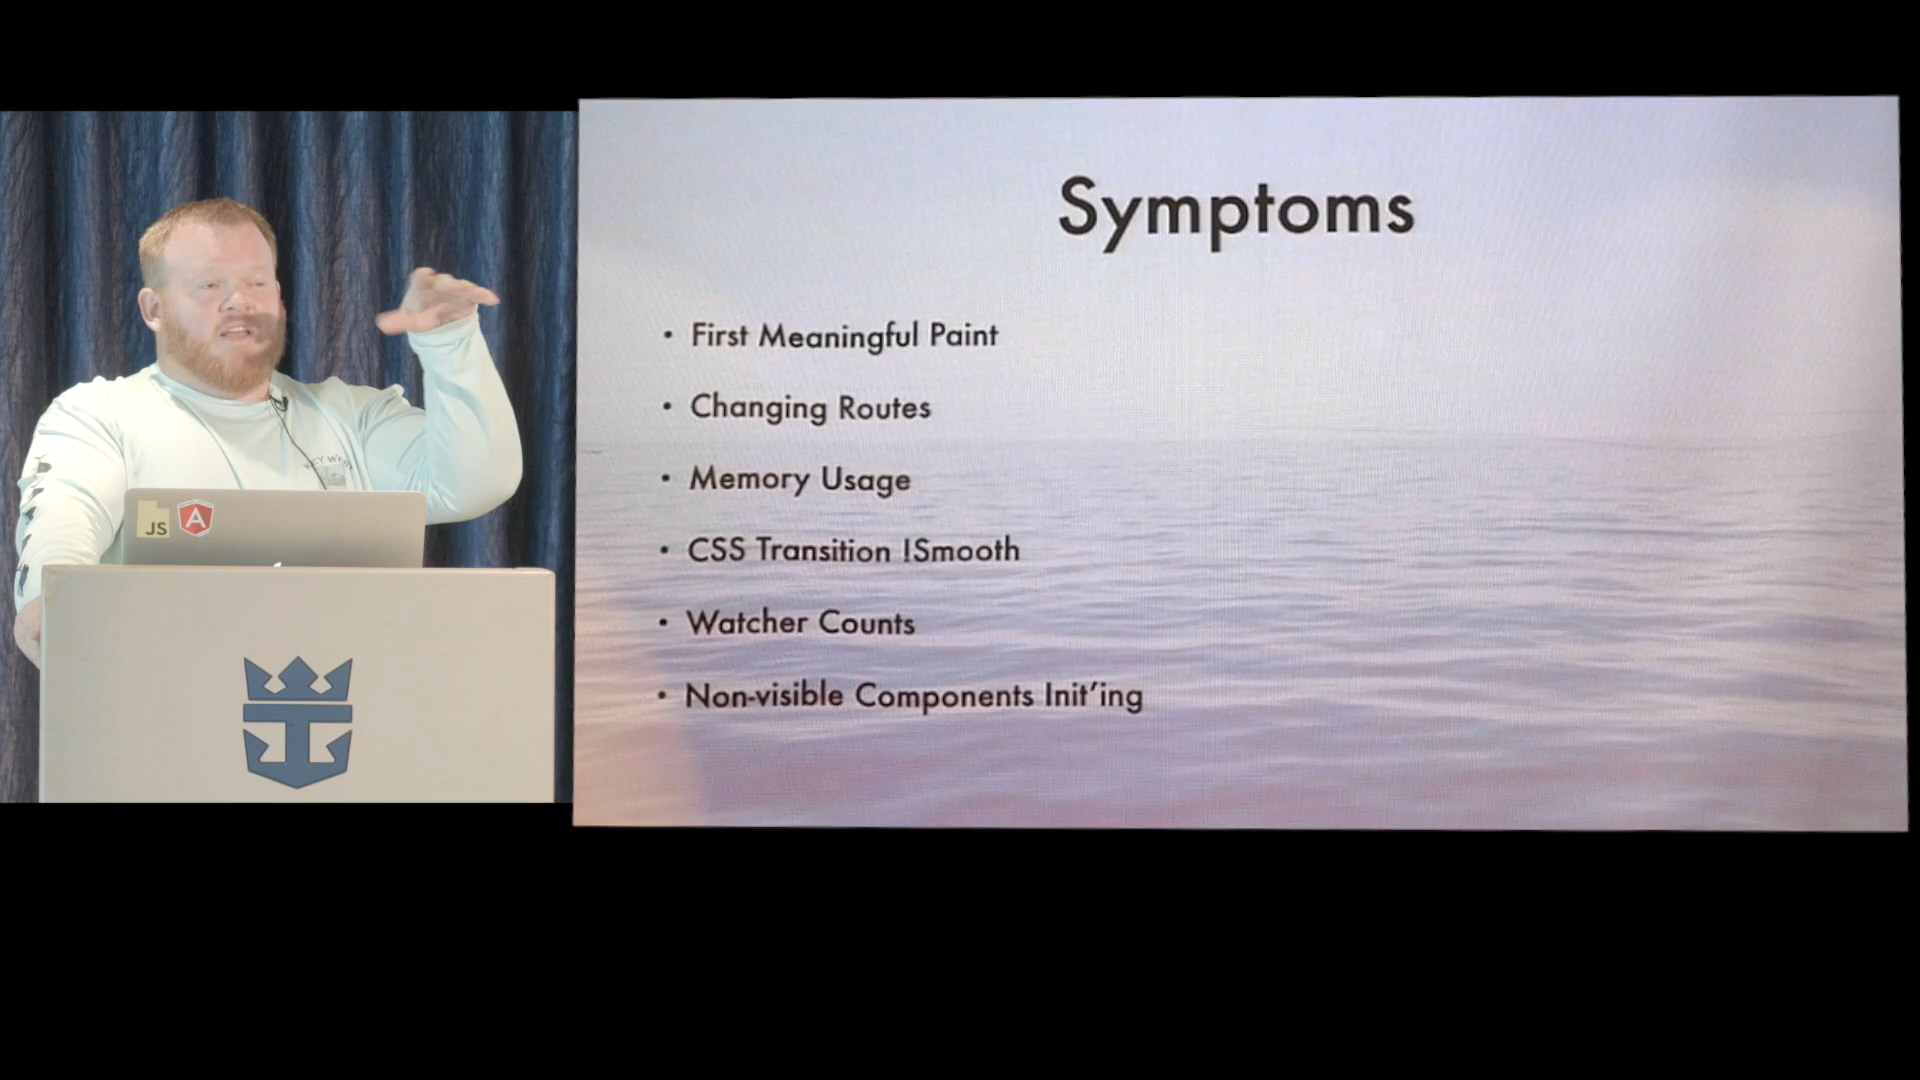 Symptoms
• First Meaningful Paint
• Changing Routes
• Memory Usage
• CSS Transition !Smooth
• Watcher Counts
• Non-visible Components Init’ing
JS
A